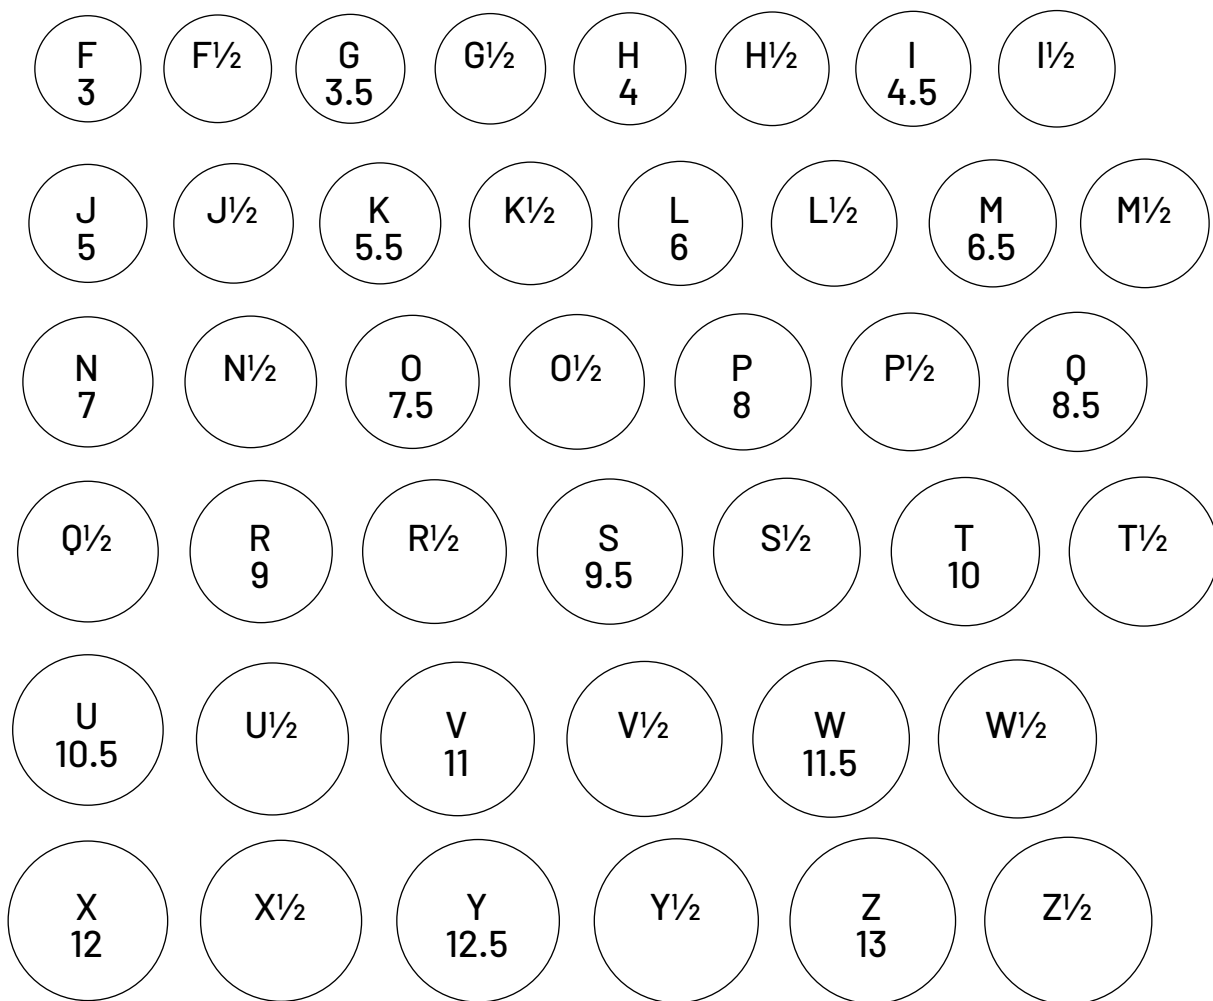 F F½ G G½ H H½ I I½
3 3.5 4 4.5
J J½ K K½ L L½ M M½
5 5.5 6 6.5
N N½ O O½ P P½ Q
7 7.5 8 8.5
Q½ R R½ S S½ T T½
9 9.5 10
U U½ V V½ W W½
10.5 11 11.5
X X½ Y Y½ Z Z½
12 12.5 13